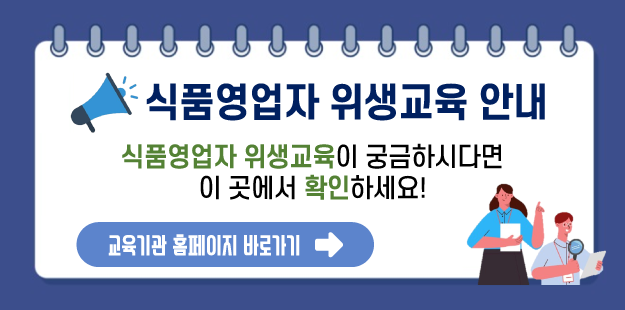 식품영업자 위생교육 안내
식품영업자 위생교육이 궁금하시다면
이 곳에서 확인하세요!
교육기관 홈페이지 바로가기